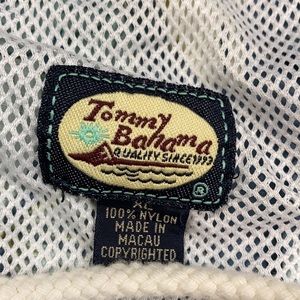 Tommy
Bahama
QUALITY SINCE 1993
®
XL
100% NYLON
MADE IN
MACAU
COPYRIGHTED